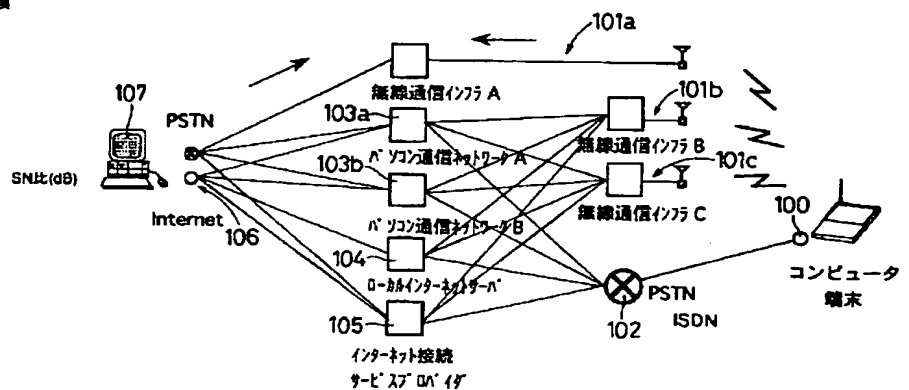 101a
107
PSTN
無線通信インフラ A
103a
101b
SN比(dB)
パソコン通信ネットワーク A
無線通信インフラ B
103b
101c
Internet
106
パソコン通信ネットワーク B
無線通信インフラ C
100
104
ローカルインターネットサーバ
コンピュータ
端末
PSTN
ISDN
102
105
インターネット接続
サービスプロバイダ